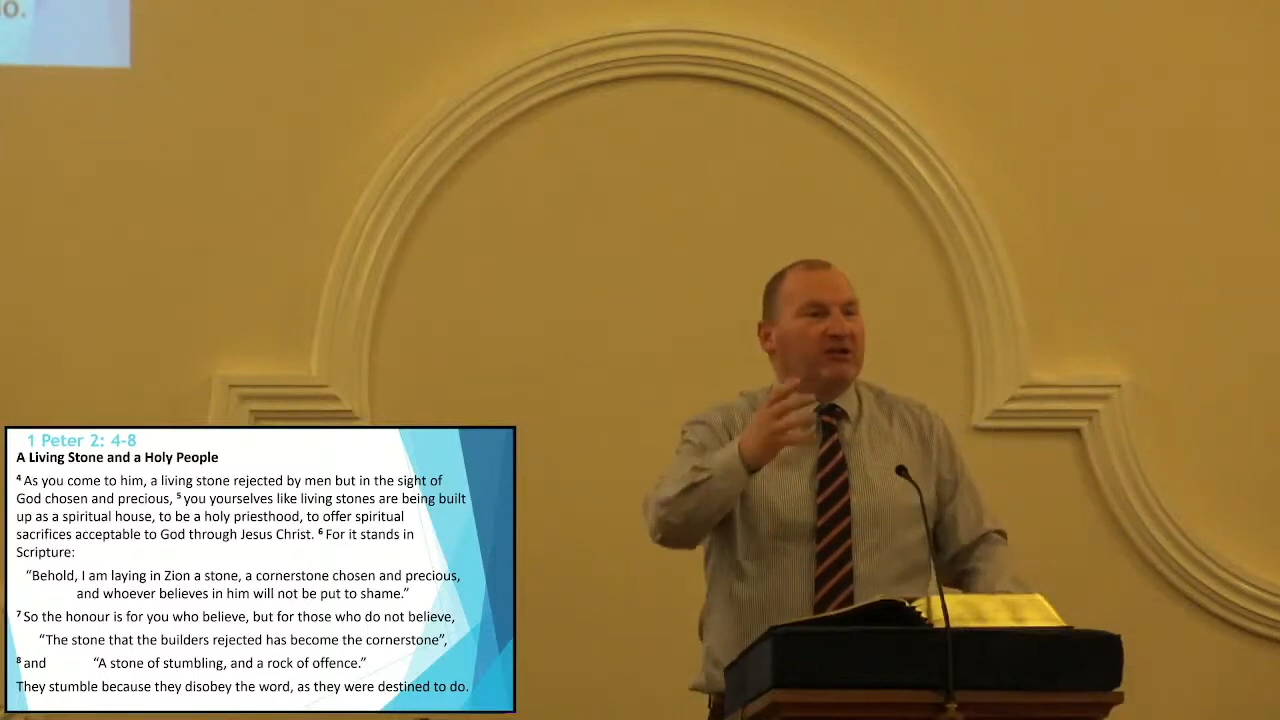 o.
1 Peter 2: 4-8
A Living Stone and a Holy People
4 As you come to him, a living stone rejected by men but in the sight of
God chosen and precious, 5 you yourselves like living stones are being built
up as a spiritual house, to be a holy priesthood, to offer spiritual
sacrifices acceptable to God through Jesus Christ. 6 For it stands in
Scripture:
“Behold, I am laying in Zion a stone, a cornerstone chosen and precious,
and whoever believes in him will not be put to shame.”
7 So the honour is for you who believe, but for those who do not believe,
“The stone that the builders rejected has become the cornerstone”,
8 and “A stone of stumbling, and a rock of offence.”
They stumble because they disobey the word, as they were destined to do.